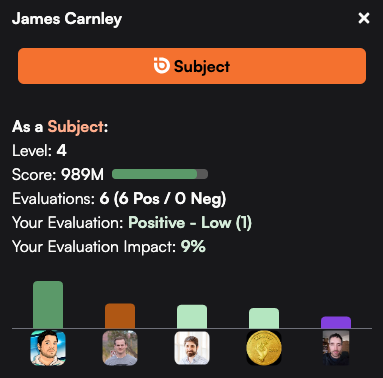 James Carnley ×
Subject
As a Subject:
Level: 4
Score: 989M
Evaluations: 6 (6 Pos / 0 Neg)
Your Evaluation: Positive - Low (1)
Your Evaluation Impact: 9%